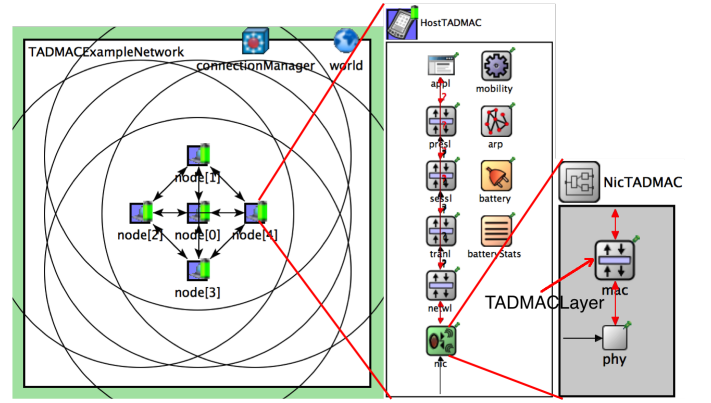 TADMACExampleNetwork
connectionManager
world
node[1]
node[2]
node[0]
node[4]
node[3]
HostTADMAC
appl
mobility
presl
arp
sessl
battery
tranl
batteryStats
netwl
nic
NicTADMAC
TADMACLayer
mac
phy